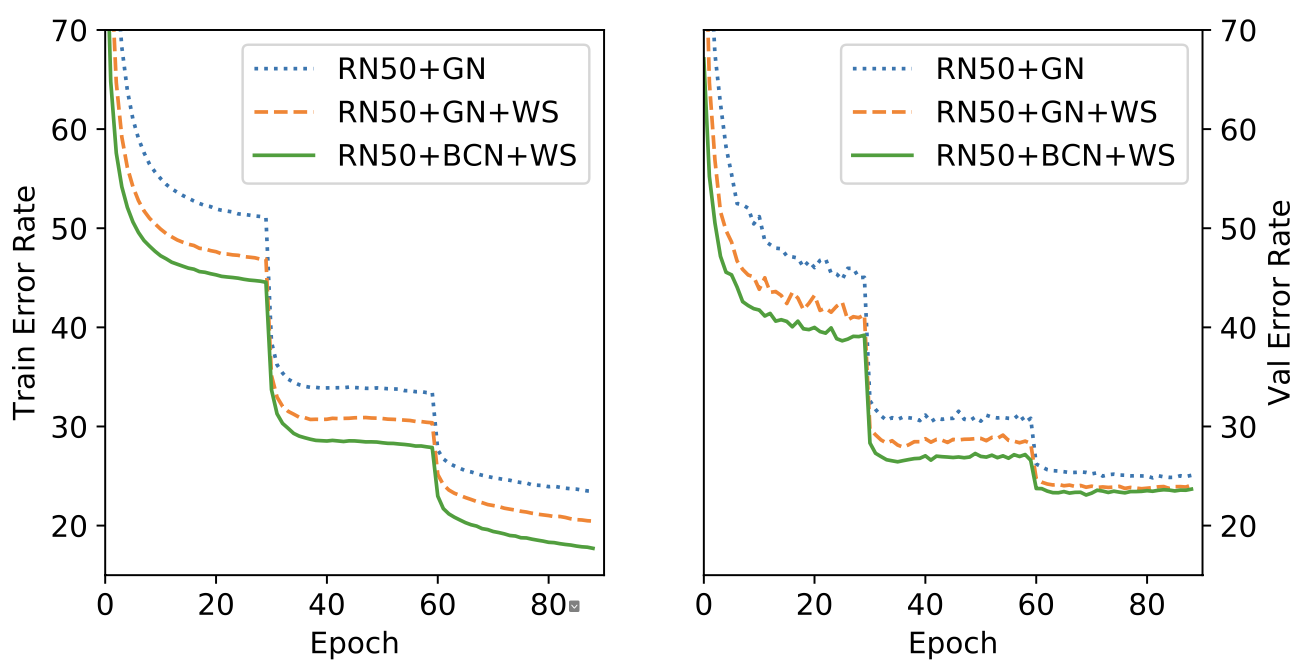 70
60
50
40
30
20
Train Error Rate
RN50+GN
RN50+GN+WS
RN50+BCN+WS
0 20 40 60 80
Epoch
RN50+GN
RN50+GN+WS
RN50+BCN+WS
70
60
50
40
30
20
Val Error Rate
0 20 40 60 80
Epoch